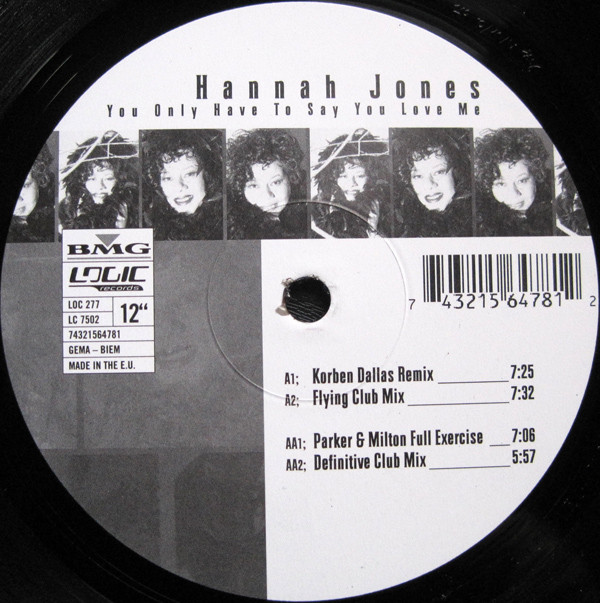 Hannah Jones
You Only Have To Say You Love Me
BMG
LOGIC
records
LOC 277
LC 7502
12“
74321564781
GEMA – BIEM
MADE IN THE E.U.
7 43215 64781 2
A1; Korben Dallas Remix 7:25
A2; Flying Club Mix 7:32
AA1; Parker & Milton Full Exercise 7:06
AA2; Definitive Club Mix 5:57